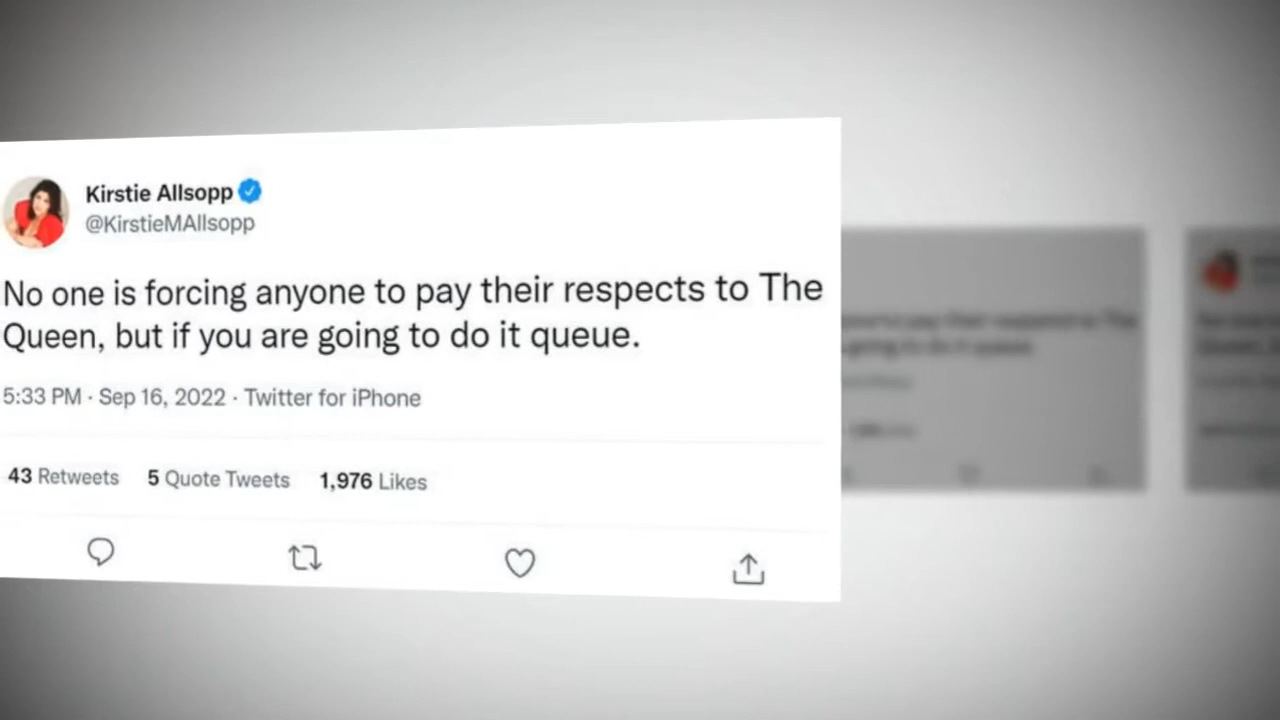 Kirstie Allsopp
@KirstieMAllsopp
No one is forcing anyone to pay their respects to The
Queen, but if you are going to do it queue.
5:33 PM · Sep 16, 2022 · Twitter for iPhone
43 Retweets 5 Quote Tweets 1,976 Likes